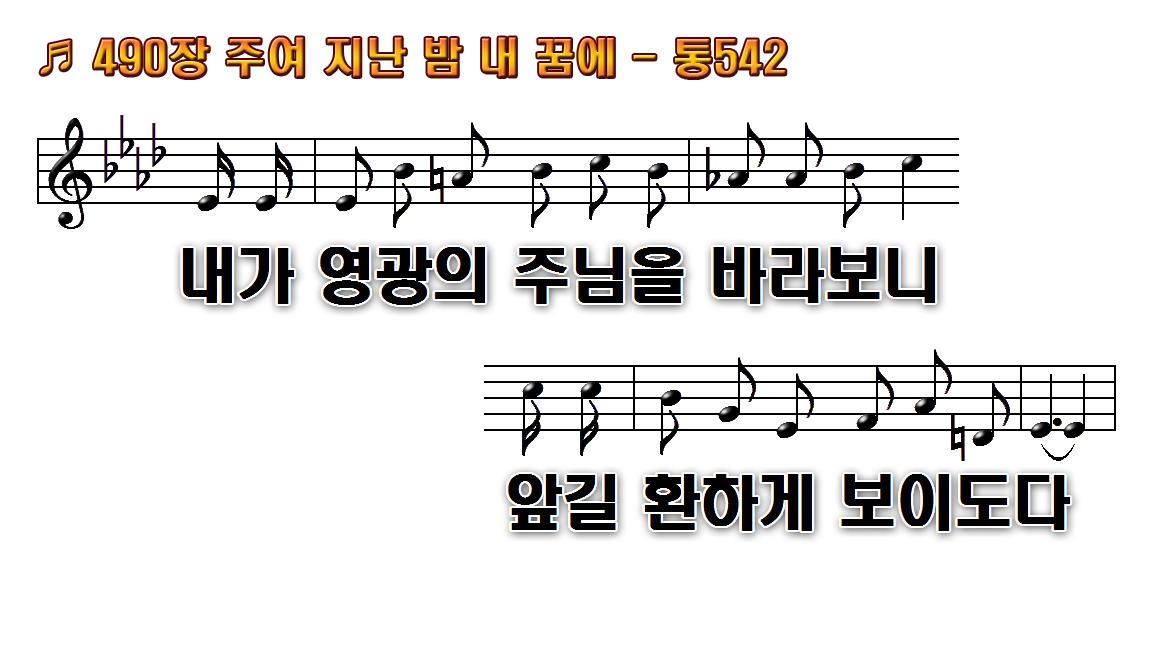 ♬ 490장 주여 지난 밤 내 꿈에 - 통542
내가 영광의 주님을 바라보니
앞길 환하게 보이도다